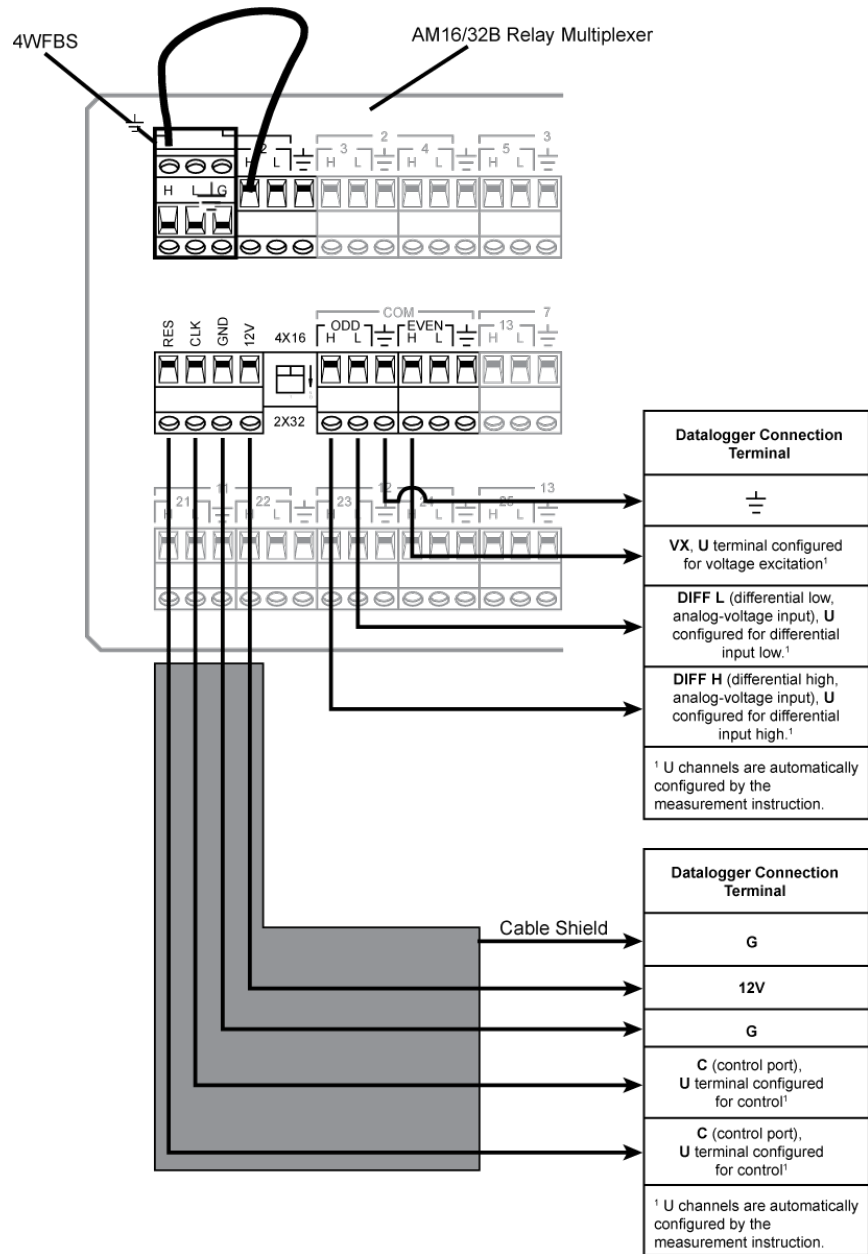 4WFBS
AM16/32B Relay Multiplexer
2
3
2
3
4
5
H L
H L
H L
H L
H L G
RES
CLK
GND
12V
4X16
2X32
COM
7
ODD
EVEN
13
H L
H L
H L
11
12
13
21
22
23
24
25
H L
H L
H L
H L
H L
Datalogger Connection
Terminal
VX, U terminal configured
for voltage excitation¹
DIFF L (differential low,
analog-voltage input), U
configured for differential
input low.¹
DIFF H (differential high,
analog-voltage input), U
configured for differential
input high.¹
¹ U channels are automatically
configured by the
measurement instruction.
Datalogger Connection
Terminal
Cable Shield
G
12V
G
C (control port),
U terminal configured
for control¹
C (control port),
U terminal configured
for control¹
¹ U channels are automatically
configured by the
measurement instruction.